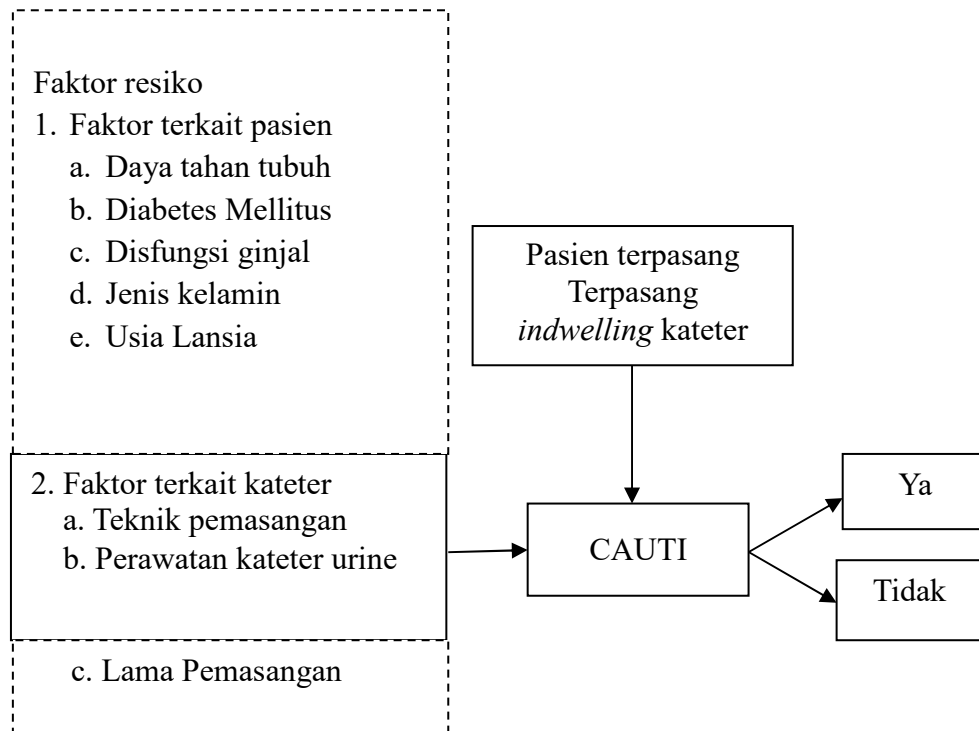 Faktor resiko
1. Faktor terkait pasien
a. Daya tahan tubuh
b. Diabetes Mellitus
c. Disfungsi ginjal
d. Jenis kelamin
e. Usia Lansia
2. Faktor terkait kateter
a. Teknik pemasangan
b. Perawatan kateter urine
c. Lama Pemasangan
Pasien terpasang
Terpasang
indwelling kateter
CAUTI
Ya
Tidak